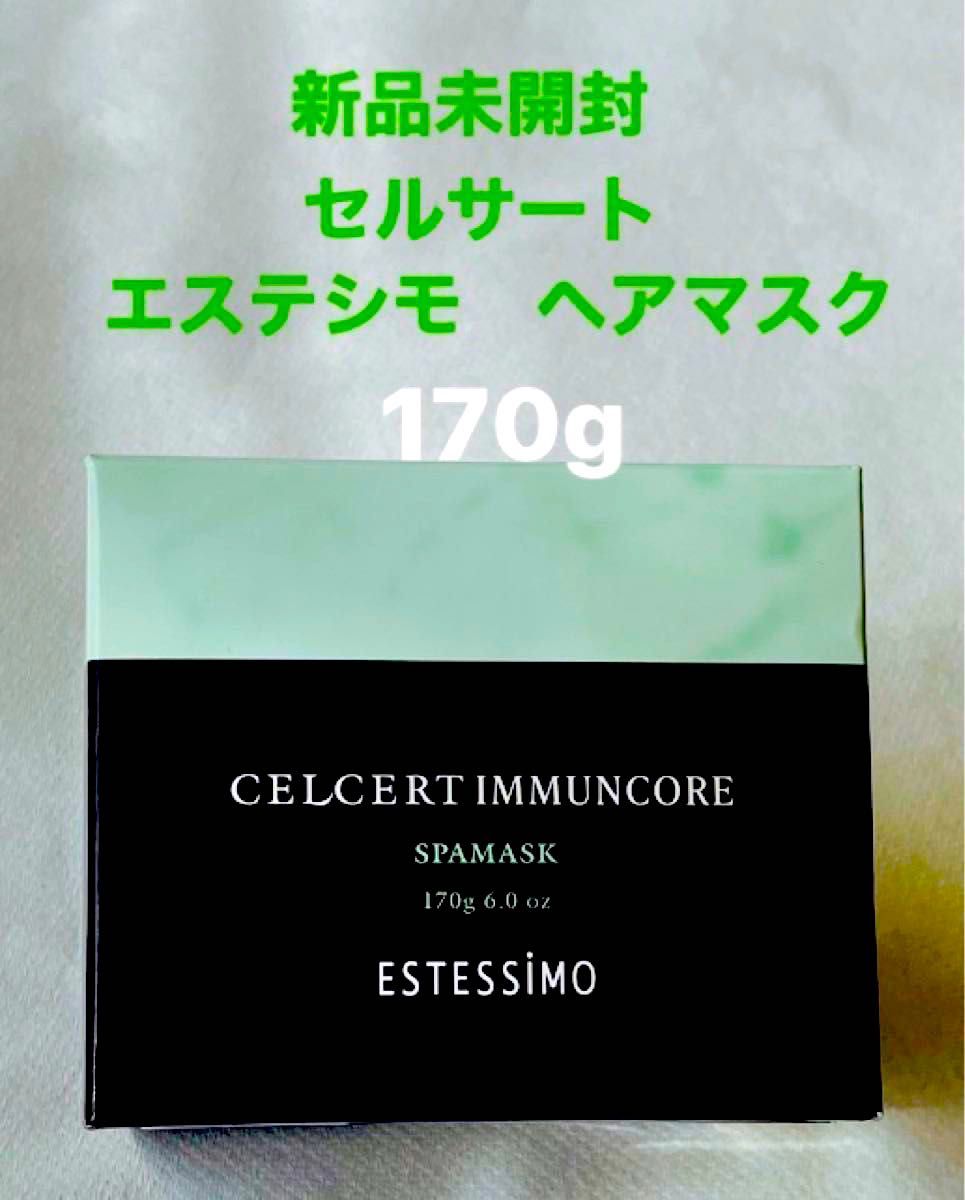 新品未開封
セルサート
エステシモ　ヘアマスク
170g
CELCERT IMMUNCORE
SPAMASK
170g 6.0 oz
ESTESSiMO